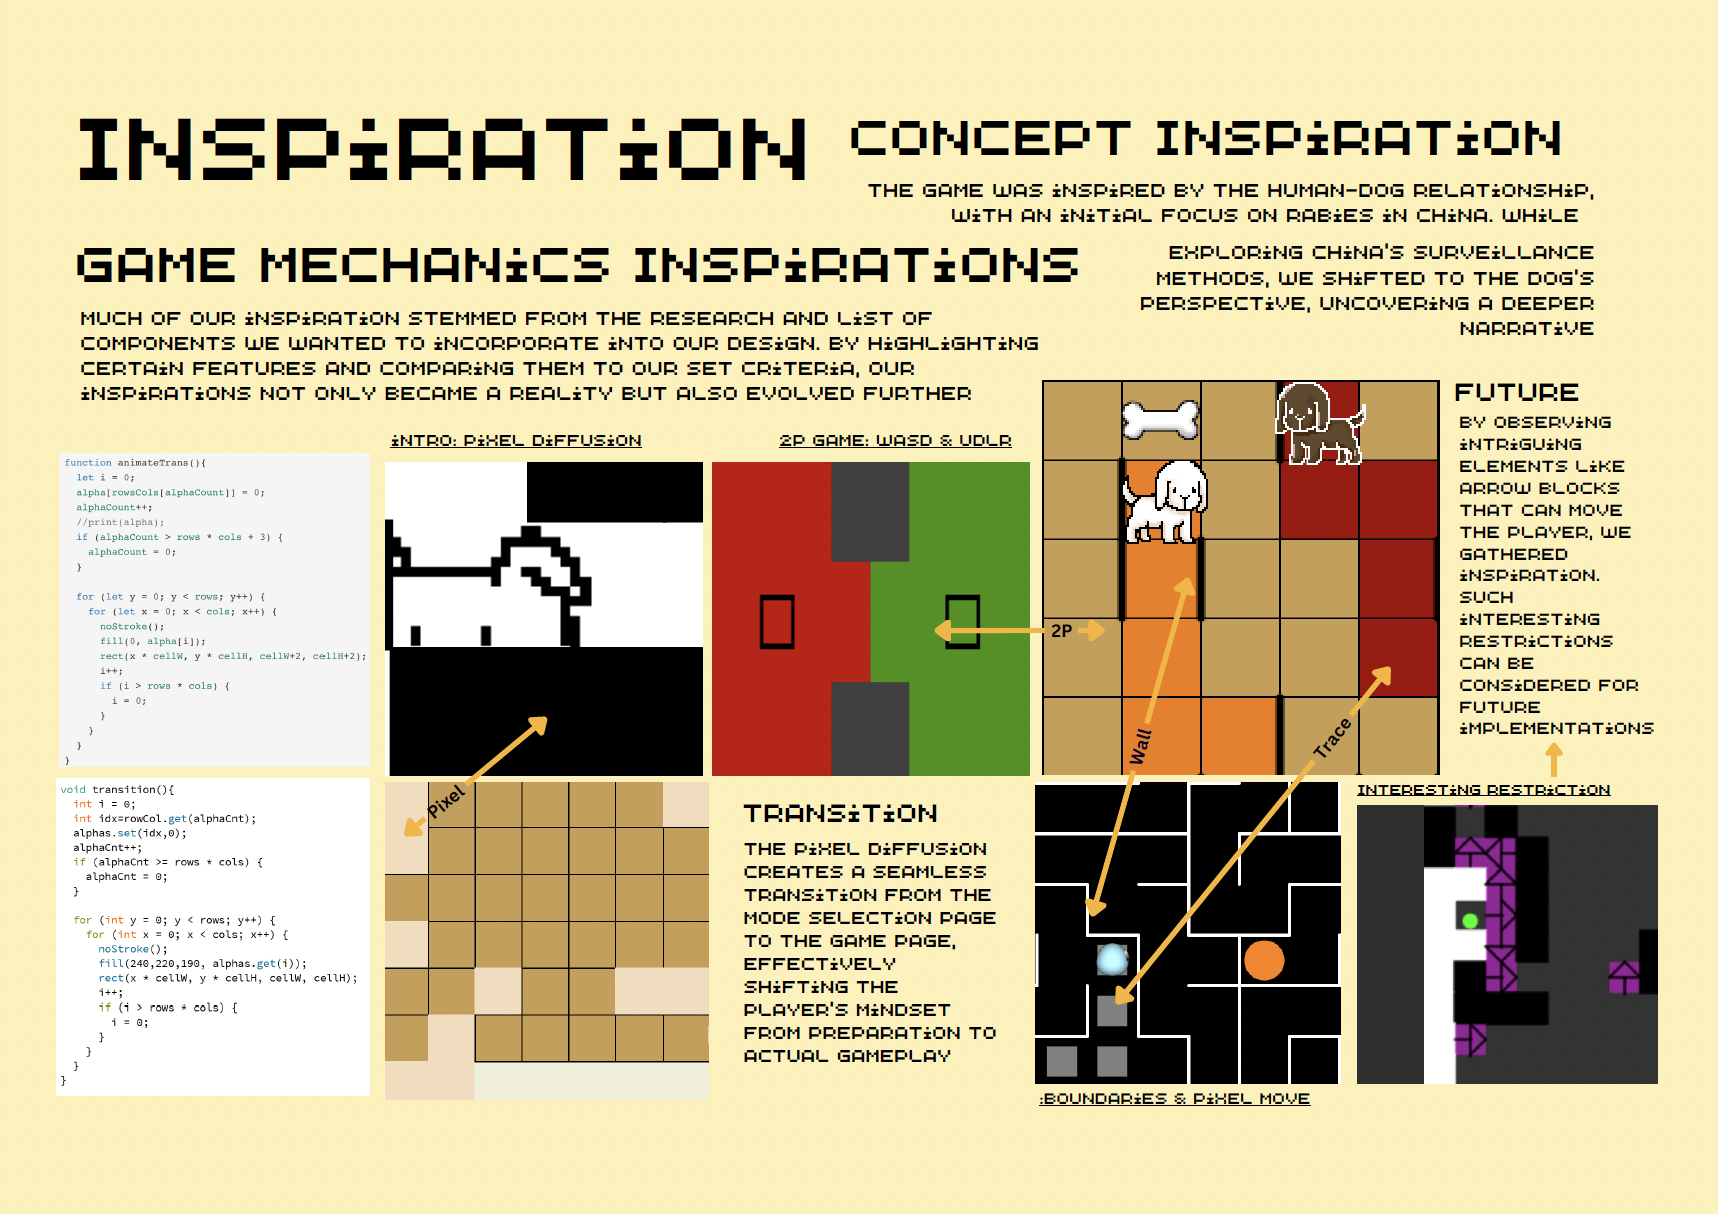 INSPIRATION
CONCEPT INSPIRATION
THE GAME WAS INSPIRED BY THE HUMAN-DOG RELATIONSHIP,
WITH AN INITIAL FOCUS ON RABIES IN CHINA. WHILE
EXPLORING CHINA'S SURVEILLANCE
METHODS, WE SHIFTED TO THE DOG'S
PERSPECTIVE, UNCOVERING A DEEPER
NARRATIVE
GAME MECHANICS INSPIRATIONS
MUCH OF OUR INSPIRATION STEMMED FROM THE RESEARCH AND LIST OF
COMPONENTS WE WANTED TO INCORPORATE INTO OUR DESIGN. BY HIGHLIGHTING
CERTAIN FEATURES AND COMPARING THEM TO OUR SET CRITERIA, OUR
INSPIRATIONS NOT ONLY BECAME A REALITY BUT ALSO EVOLVED FURTHER
INTRO: PIXEL DIFFUSION
2P GAME: WASD & UDLR
function animateTrans(){
let i = 0;
alpha[rowsCols[alphaCount]] = 0;
alphaCount++;
//print(alpha);
if (alphaCount > rows * cols + 3) {
alphaCount = 0;
}
for (let y = 0; y < rows; y++) {
for (let x = 0; x < cols; x++) {
noStroke();
fill(0, alpha[i]);
rect(x * cellW, y * cellH, cellW+2, cellH+2);
i++;
if (i > rows * cols) {
i = 0;
}
}
}
}
2P
Wall
Trace
Pixel
FUTURE
BY OBSERVING
INTRIGUING
ELEMENTS LIKE
ARROW BLOCKS
THAT CAN MOVE
THE PLAYER, WE
GATHERED
INSPIRATION.
SUCH
INTERESTING
RESTRICTIONS
CAN BE
CONSIDERED FOR
FUTURE
IMPLEMENTATIONS
INTERESTING RESTRICTION
void transition(){
int i = 0;
int idx=rowCol.get(alphaCnt);
alphas.set(idx,0);
alphaCnt++;
if (alphaCnt >= rows * cols) {
alphaCnt = 0;
}
for (int y = 0; y < rows; y++) {
for (int x = 0; x < cols; x++) {
noStroke();
fill(240,220,190, alphas.get(i));
rect(x * cellW, y * cellH, cellW, cellH);
i++;
if (i > rows * cols) {
i = 0;
}
}
}
}
TRANSITION
THE PIXEL DIFFUSION
CREATES A SEAMLESS
TRANSITION FROM THE
MODE SELECTION PAGE
TO THE GAME PAGE,
EFFECTIVELY
SHIFTING THE
PLAYER'S MINDSET
FROM PREPARATION TO
ACTUAL GAMEPLAY
:BOUNDARIES & PIXEL MOVE